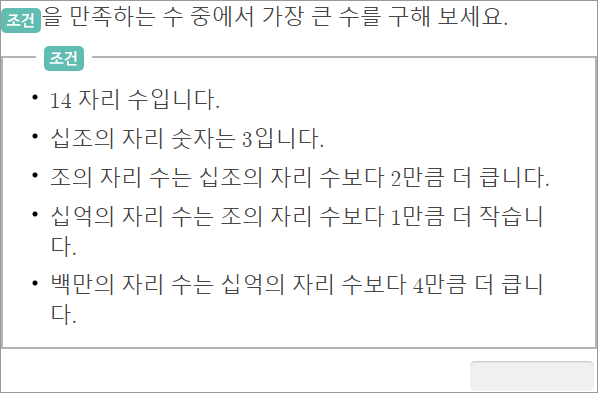 조건을 만족하는 수 중에서 가장 큰 수를 구해 보세요.
조건
• 14 자리 수입니다.
• 십조의 자리 숫자는 3입니다.
• 조의 자리 수는 십조의 자리 수보다 2만큼 더 큽니다.
• 십억의 자리 수는 조의 자리 수보다 1만큼 더 작습니
다.
• 백만의 자리 수는 십억의 자리 수보다 4만큼 더 큽니
다.